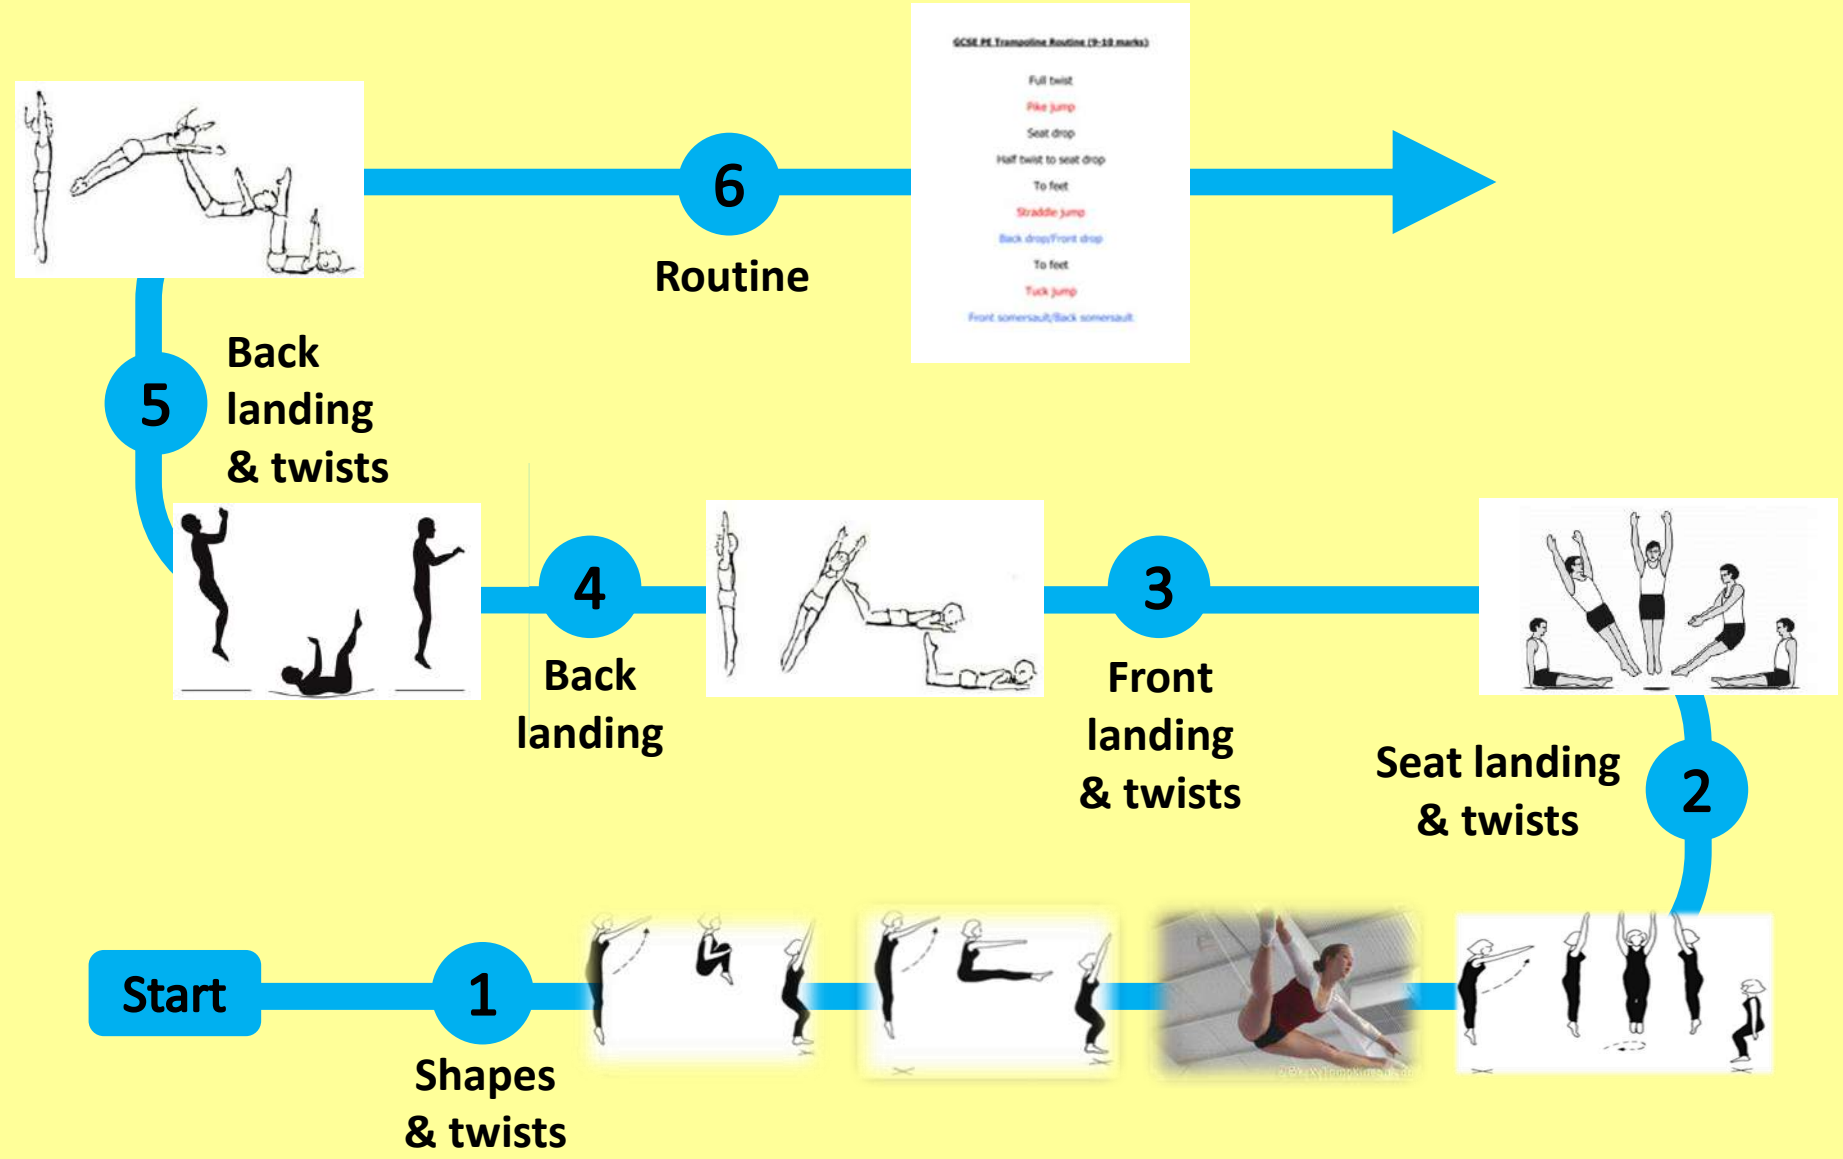 GCSE PE Trampoline Routine (9-10 marks)
Full twist
Pike jump
Seat drop
Half twist to seat drop
To feet
Straddle jump
Back drop/Front drop
To feet
Tuck jump
Front somersault/Back somersault
6
Routine
5
Back
landing
& twists
4
Back
landing
3
Front
landing
& twists
2
Seat landing
& twists
Start
1
Shapes
& twists